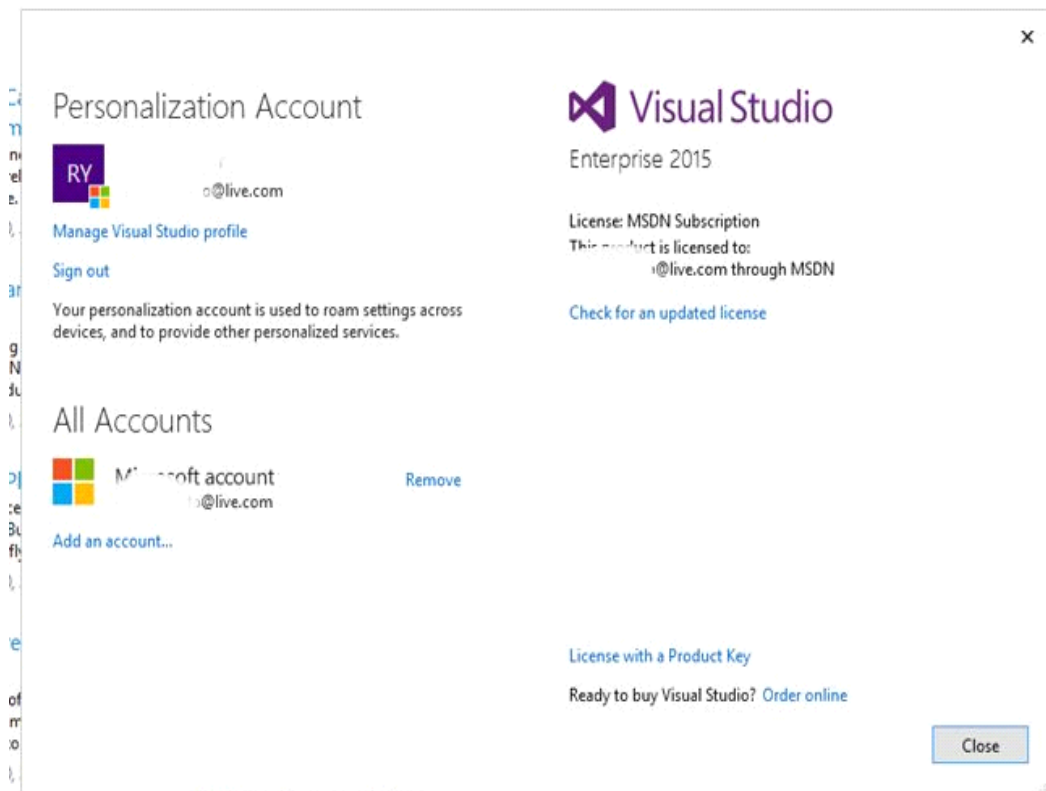 Personalization Account
RY
@live.com
Manage Visual Studio profile
Sign out
Your personalization account is used to roam settings across
devices, and to provide other personalized services.
All Accounts
Microsoft account
@live.com
Remove
Add an account...
Visual Studio
Enterprise 2015
License: MSDN Subscription
This product is licensed to:
@live.com through MSDN
Check for an updated license
License with a Product Key
Ready to buy Visual Studio? Order online
Close